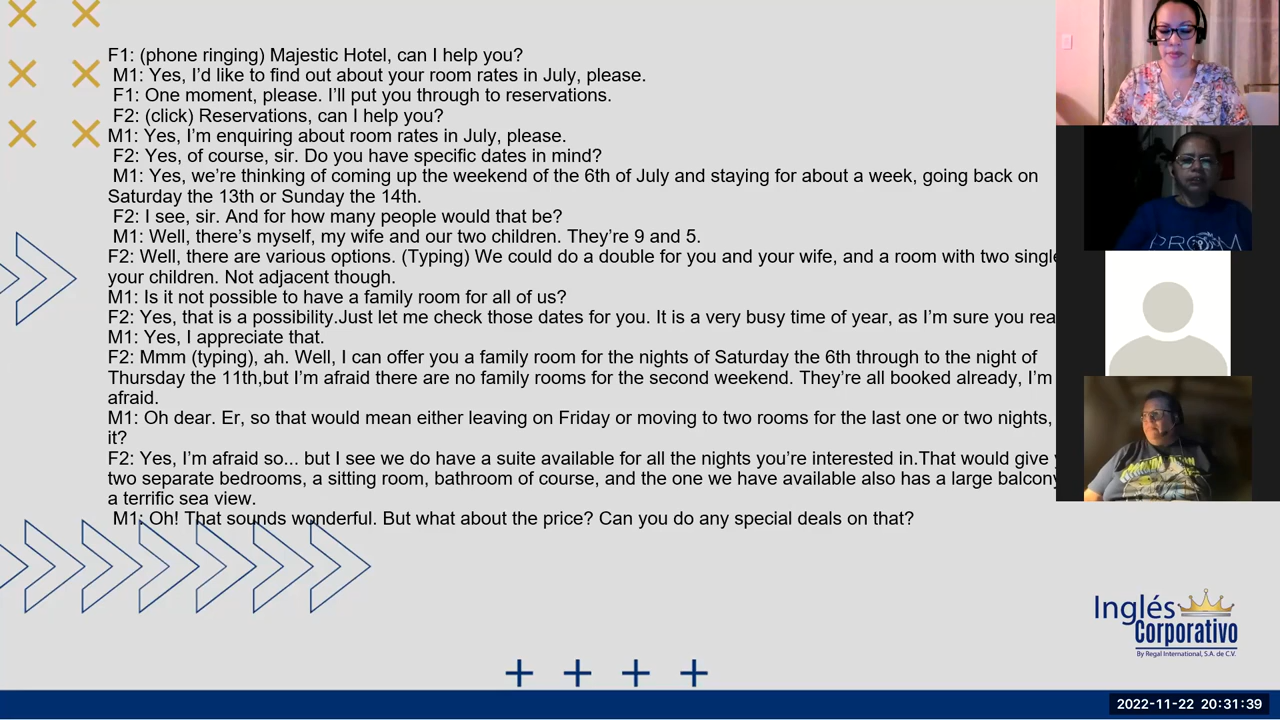 F1: (phone ringing) Majestic Hotel, can I help you?
M1: Yes, I'd like to find out about your room rates in July, please.
F1: One moment, please. I'll put you through to reservations.
F2: (click) Reservations, can I help you?
M1: Yes, I'm enquiring about room rates in July, please.
F2: Yes, of course, sir. Do you have specific dates in mind?
M1: Yes, we're thinking of coming up the weekend of the 6th of July and staying for about a week, going back on
Saturday the 13th or Sunday the 14th.
F2: I see, sir. And for how many people would that be?
M1: Well, there's myself, my wife and our two children. They're 9 and 5.
F2: Well, there are various options. (Typing) We could do a double for you and your wife, and a room with two single
your children. Not adjacent though.
M1: Is it not possible to have a family room for all of us?
F2: Yes, that is a possibility.Just let me check those dates for you. It is a very busy time of year, as I'm sure you rea
M1: Yes, I appreciate that.
F2: Mmm (typing), ah. Well, I can offer you a family room for the nights of Saturday the 6th through to the night of
Thursday the 11th,but I'm afraid there are no family rooms for the second weekend. They're all booked already, I'm
afraid.
M1: Oh dear. Er, so that would mean either leaving on Friday or moving to two rooms for the last one or two nights,
it?
F2: Yes, I'm afraid so... but I see we do have a suite available for all the nights you're interested in.That would give
two separate bedrooms, a sitting room, bathroom of course, and the one we have available also has a large balcony
a terrific sea view.
M1: Oh! That sounds wonderful. But what about the price? Can you do any special deals on that?
Inglés
Corporativo
By Regal International, S.A. de C.V.
2022-11-22 20:31:39